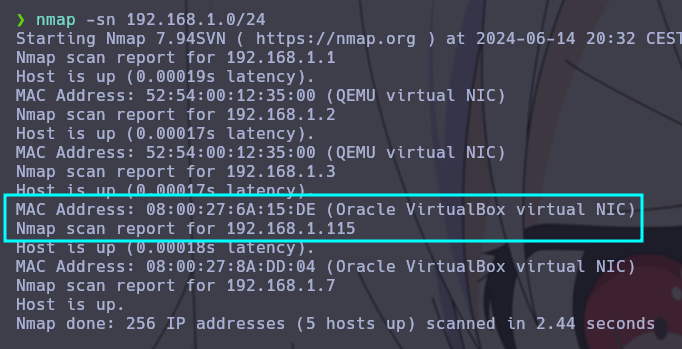 ❯ nmap -sn 192.168.1.0/24
Starting Nmap 7.94SVN ( https://nmap.org ) at 2024-06-14 20:32 CEST
Nmap scan report for 192.168.1.1
Host is up (0.00019s latency).
MAC Address: 52:54:00:12:35:00 (QEMU virtual NIC)
Nmap scan report for 192.168.1.2
Host is up (0.00017s latency).
MAC Address: 52:54:00:12:35:00 (QEMU virtual NIC)
Nmap scan report for 192.168.1.3
Host is up (0.00017s latency).
MAC Address: 08:00:27:6A:15:DE (Oracle VirtualBox virtual NIC)
Nmap scan report for 192.168.1.115
Host is up (0.00018s latency).
MAC Address: 08:00:27:8A:DD:04 (Oracle VirtualBox virtual NIC)
Nmap scan report for 192.168.1.7
Host is up.
Nmap done: 256 IP addresses (5 hosts up) scanned in 2.44 seconds